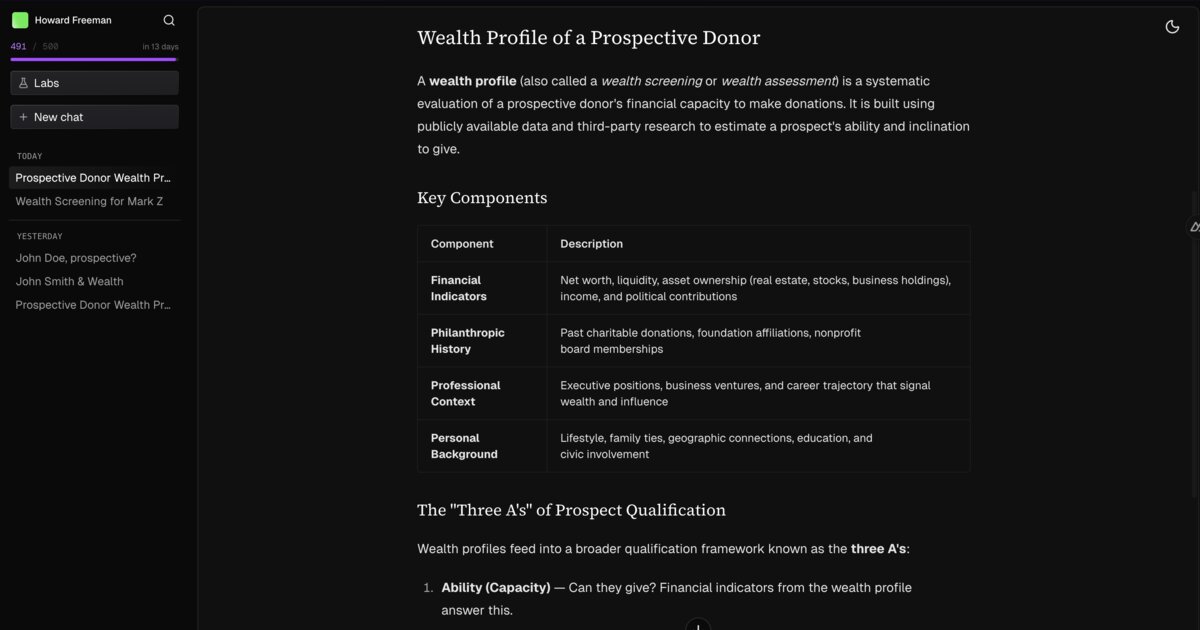 Howard Freeman
491 / 500
in 13 days
Labs
+ New chat
TODAY
Prospective Donor Wealth Pr...
Wealth Screening for Mark Z
YESTERDAY
John Doe, prospective?
John Smith & Wealth
Prospective Donor Wealth Pr...
Wealth Profile of a Prospective Donor
A wealth profile (also called a wealth screening or wealth assessment) is a systematic
evaluation of a prospective donor's financial capacity to make donations. It is built using
publicly available data and third-party research to estimate a prospect's ability and inclination
to give.
Key Components
Component
Description
Financial
Indicators
Net worth, liquidity, asset ownership (real estate, stocks, business holdings),
income, and political contributions
Philanthropic
History
Past charitable donations, foundation affiliations, nonprofit
board memberships
Professional
Context
Executive positions, business ventures, and career trajectory that signal
wealth and influence
Personal
Background
Lifestyle, family ties, geographic connections, education, and
civic involvement
The "Three A's" of Prospect Qualification
Wealth profiles feed into a broader qualification framework known as the three A's:
1. Ability (Capacity) — Can they give? Financial indicators from the wealth profile
answer this.